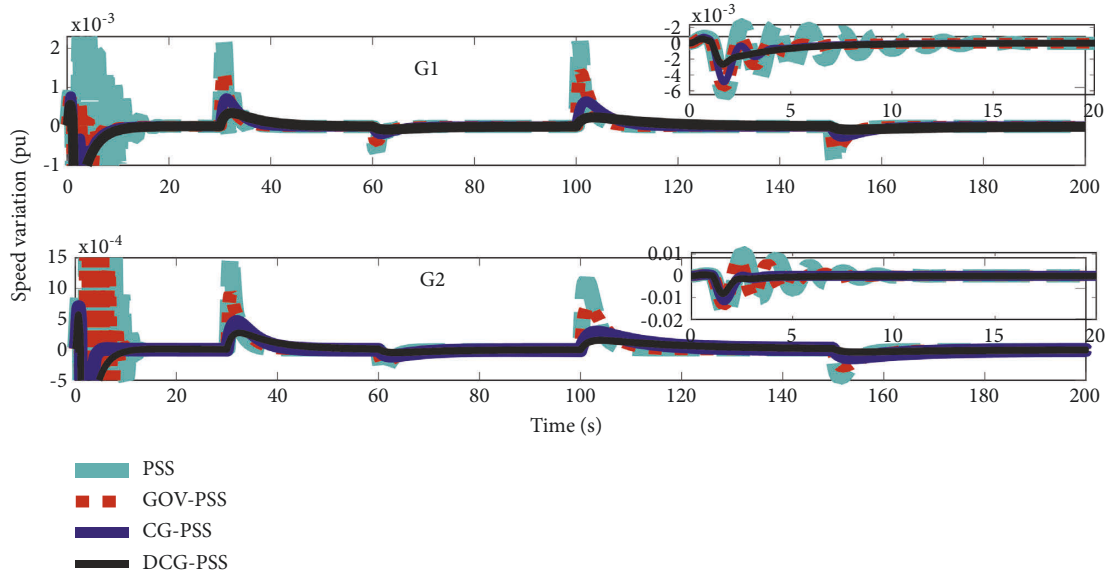 x10-3
x10-3
-2
0
-2
-4
-6
0 5 10 15 20
2
1
0
-1
G1
0 20 40 60 80 100 120 140 160 180 200
Speed variation (pu)
x10-4
15
10
5
0
-5
G2
0.01
0
-0.01
-0.02
0 5 10 15 20
0 20 40 60 80 100 120 140 160 180 200
Time (s)
PSS
GOV-PSS
CG-PSS
DCG-PSS